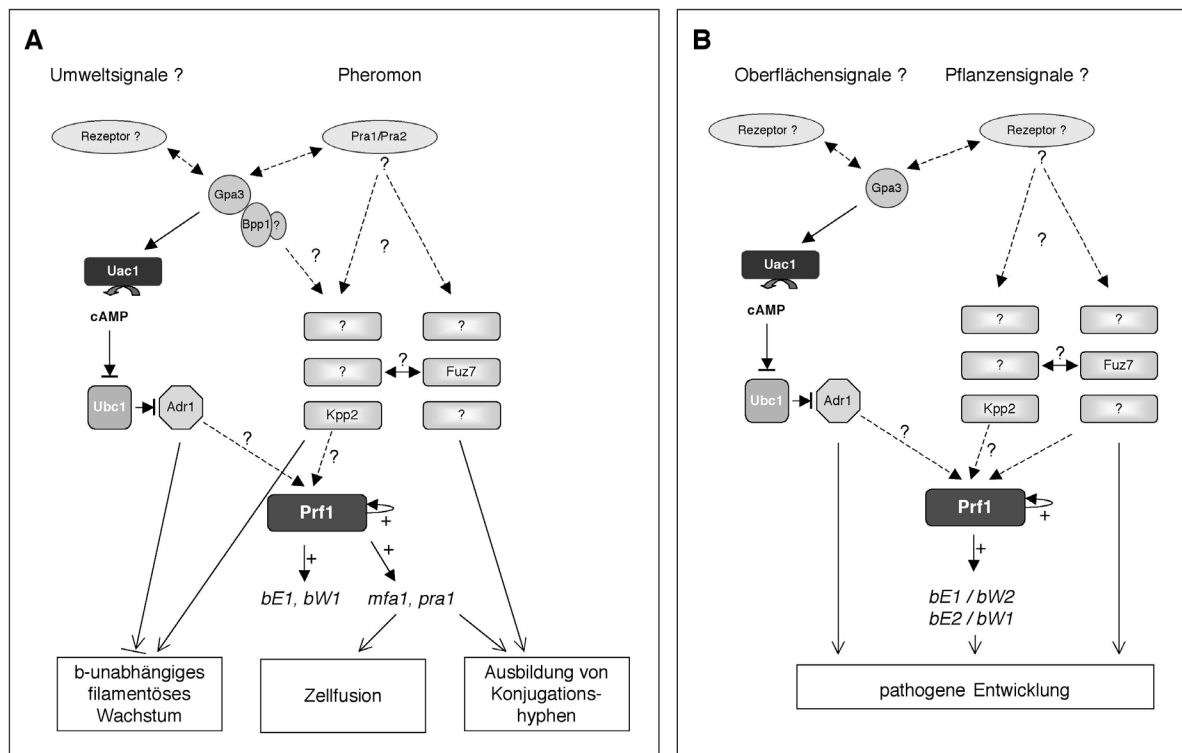 A
Umweltsignale ?
Pheromon
Rezeptor ?
Pra1/Pra2
?
Gpa3
Bpp1
?
?
?
Uac1
cAMP
?
?
?
?
Fuz7
Ubc1
Adr1
Kpp2
?
?
?
Prf1
+
+
+
bE1, bW1
mfa1, pra1
b-unabhängiges
filamentöses
Wachstum
Zellfusion
Ausbildung von
Konjugations-
hyphen
B
Oberflächensignale ?
Pflanzensignale ?
Rezeptor ?
Rezeptor ?
?
Gpa3
?
Uac1
cAMP
?
?
?
?
Fuz7
Ubc1
Adr1
Kpp2
?
?
?
Prf1
+
+
bE1 / bW2
bE2 / bW1
pathogene Entwicklung